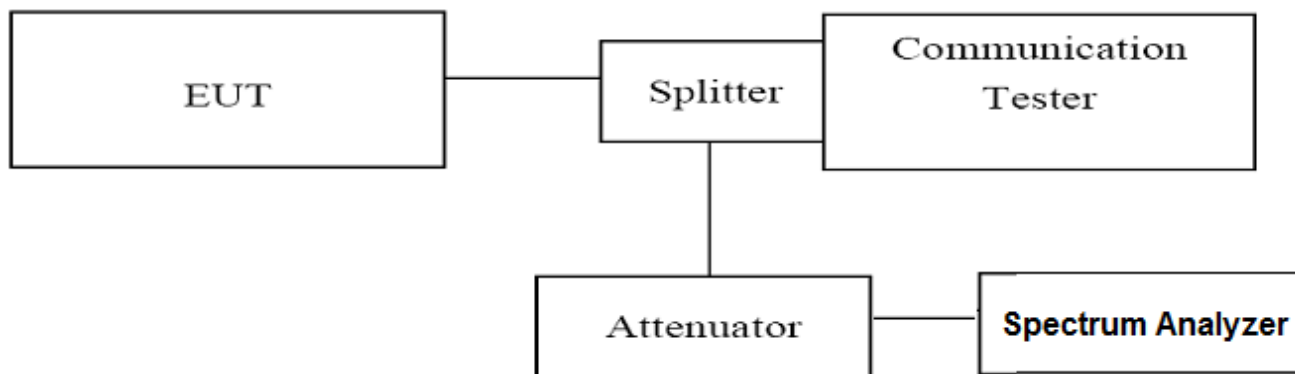 EUT
Splitter
Communication
Tester
Attenuator
Spectrum Analyzer